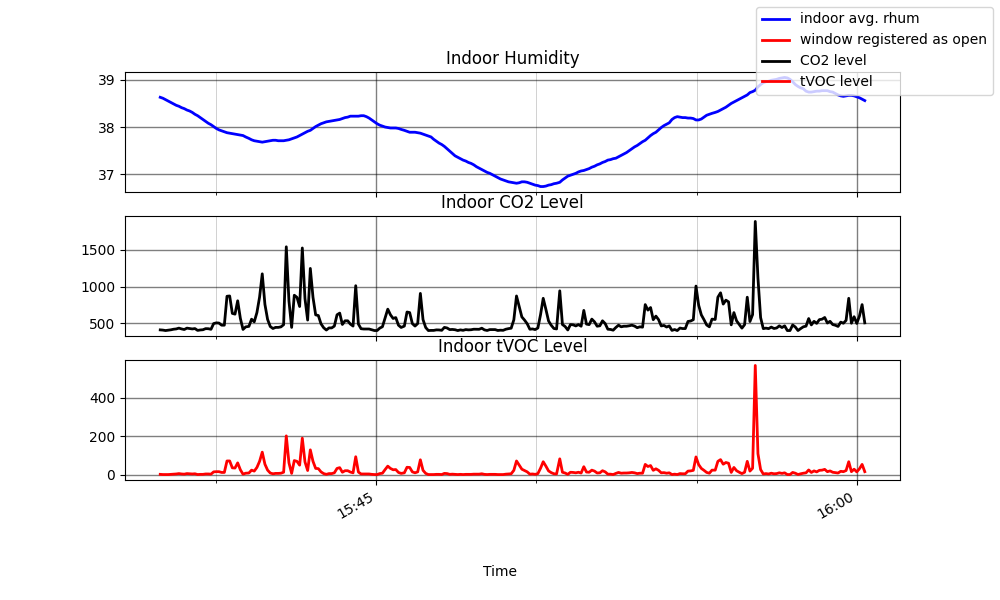 indoor avg. rhum
window registered as open
CO2 level
tVOC level
Indoor Humidity
39
38
37
Indoor CO2 Level
1500
1000
500
Indoor tVOC Level
400
200
0
15:45
16:00
Time